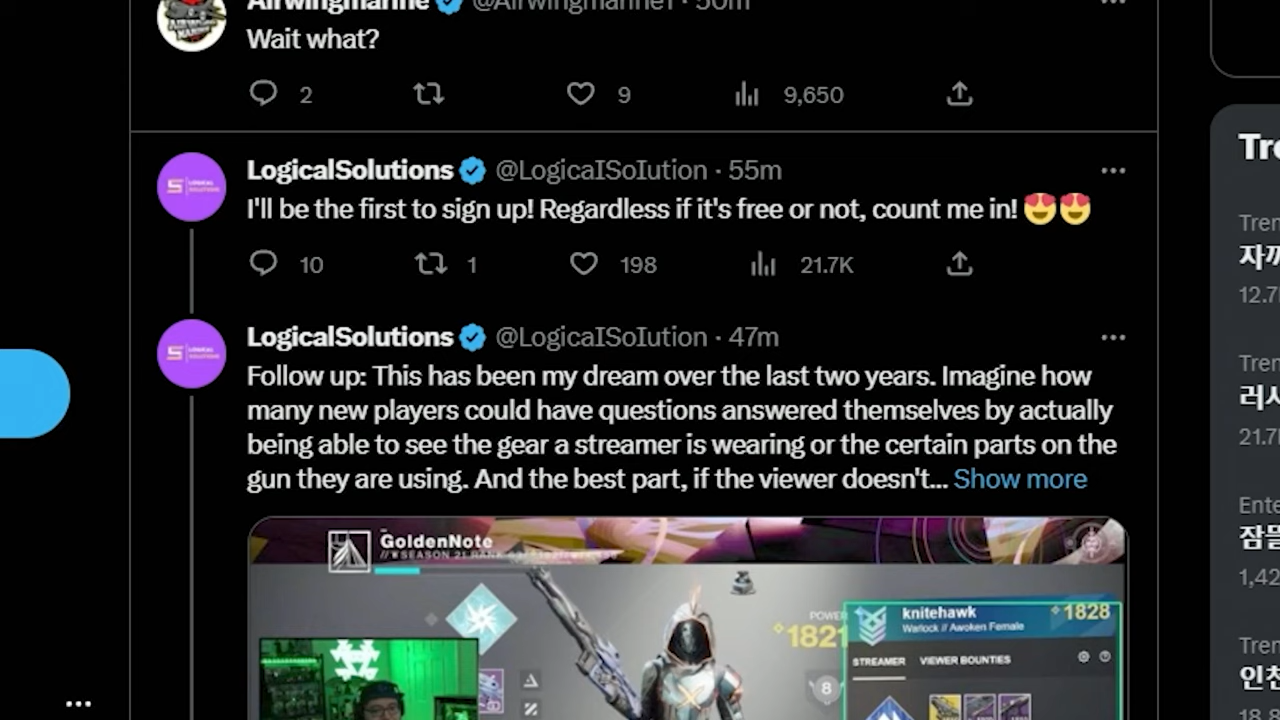 Airwingmarine @Airwingmarine1 · 50m
Wait what?
2 9 9,650
LogicalSolutions @LogicaISoIution · 55m
I'll be the first to sign up! Regardless if it's free or not, count me in! 😍😍
10 1 198 21.7K
LogicalSolutions @LogicaISoIution · 47m
Follow up: This has been my dream over the last two years. Imagine how
many new players could have questions answered themselves by actually
being able to see the gear a streamer is wearing or the certain parts on the
gun they are using. And the best part, if the viewer doesn't... Show more
GoldenNote
POWER
1821
8
knitehawk
1828
Warlock // Awoken Female
STREAMER VIEWER BOUNTIES
Tre
Tren
12.7
Tren
러시
21.7
Ente
잠들
1,42
Tren
인천
18.8